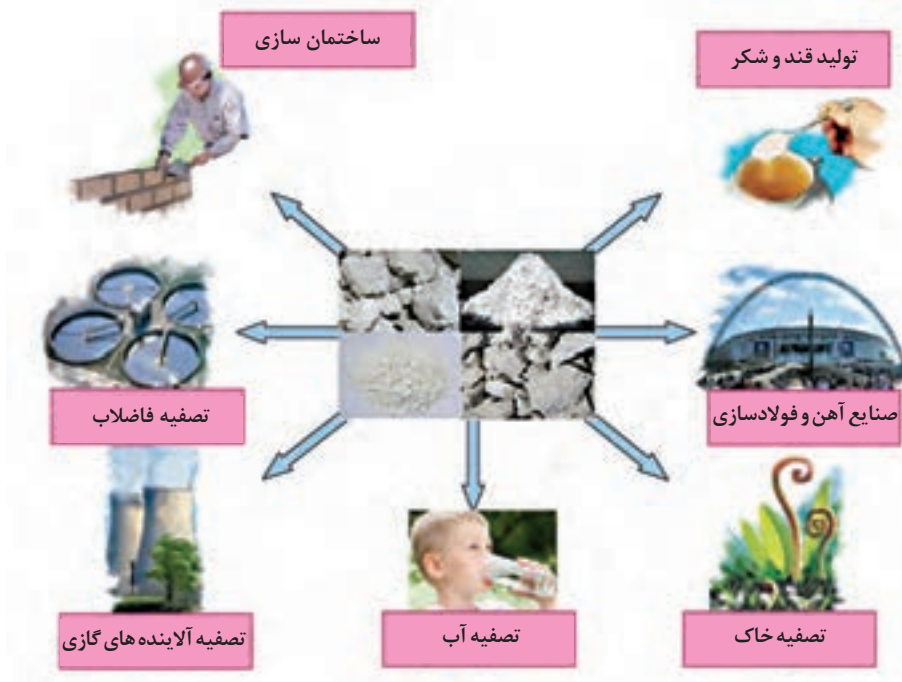 تولید قند و شکر
ساختمان سازی
صنایع آهن و فولادسازی
تصفیه فاضلاب
تصفیه خاک
تصفیه آب
تصفیه آلاینده های گازی